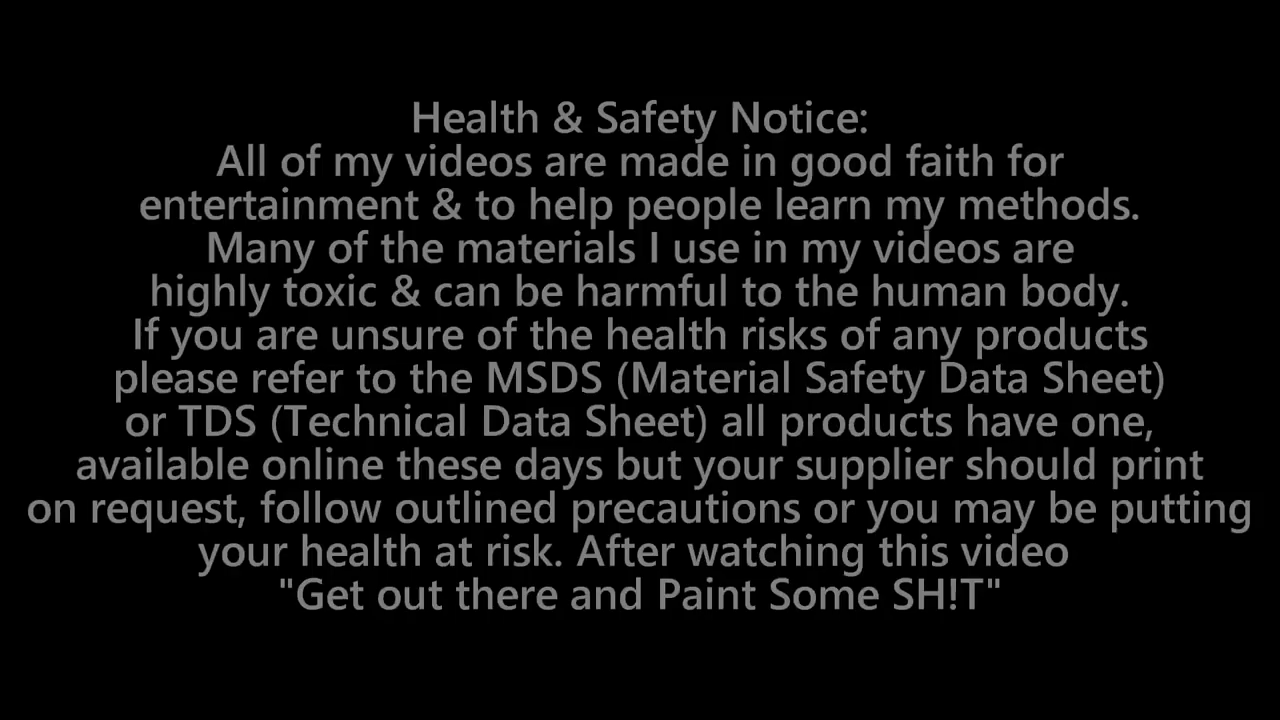 Health & Safety Notice:
All of my videos are made in good faith for
entertainment & to help people learn my methods.
Many of the materials I use in my videos are
highly toxic & can be harmful to the human body.
If you are unsure of the health risks of any products
please refer to the MSDS (Material Safety Data Sheet)
or TDS (Technical Data Sheet) all products have one,
available online these days but your supplier should print
on request, follow outlined precautions or you may be putting
your health at risk. After watching this video
"Get out there and Paint Some SH!T"